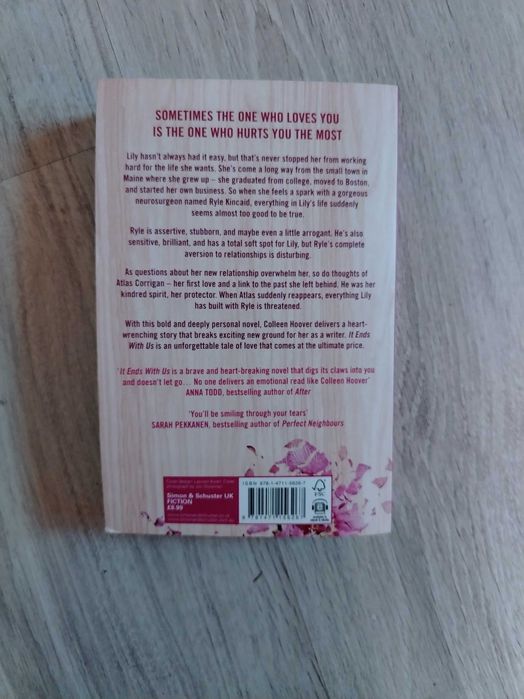 SOMETIMES THE ONE WHO LOVES YOU
IS THE ONE WHO HURTS YOU THE MOST
Lily hasn't always had it easy, but that's never stopped her from working
hard for the life she wants. She's come a long way from the small town in
Maine where she grew up – she graduated from college, moved to Boston,
and started her own business. So when she feels a spark with a gorgeous
neurosurgeon named Ryle Kincaid, everything in Lily's life suddenly
seems almost too good to be true.
Ryle is assertive, stubborn, and maybe even a little arrogant. He's also
sensitive, brilliant, and has a total soft spot for Lily, but Ryle's complete
aversion to relationships is disturbing.
As questions about her new relationship overwhelm her, so do thoughts of
Atlas Corrigan – her first love and a link to the past she left behind. He was her
kindred spirit, her protector. When Atlas suddenly reappears, everything Lily
has built with Ryle is threatened.
With this bold and deeply personal novel, Colleen Hoover delivers a heart-
wrenching story that breaks exciting new ground for her as a writer. It Ends
With Us is an unforgettable tale of love that comes at the ultimate price.
'It Ends With Us is a brave and heart-breaking novel that digs its claws into you
and doesn't let go… No one delivers an emotional read like Colleen Hoover'
ANNA TODD, bestselling author of After
'You'll be smiling through your tears'
SARAH PEKKANEN, bestselling author of Perfect Neighbours
Simon & Schuster UK
FICTION
£8.99
ISBN 978-1-4711-5626-7
FSC